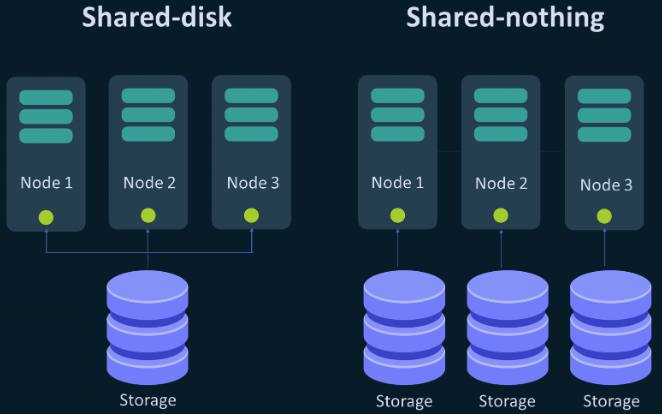 Shared-disk
Node 1
Node 2
Node 3
Storage
Shared-nothing
Node 1
Node 2
Node 3
Storage
Storage
Storage